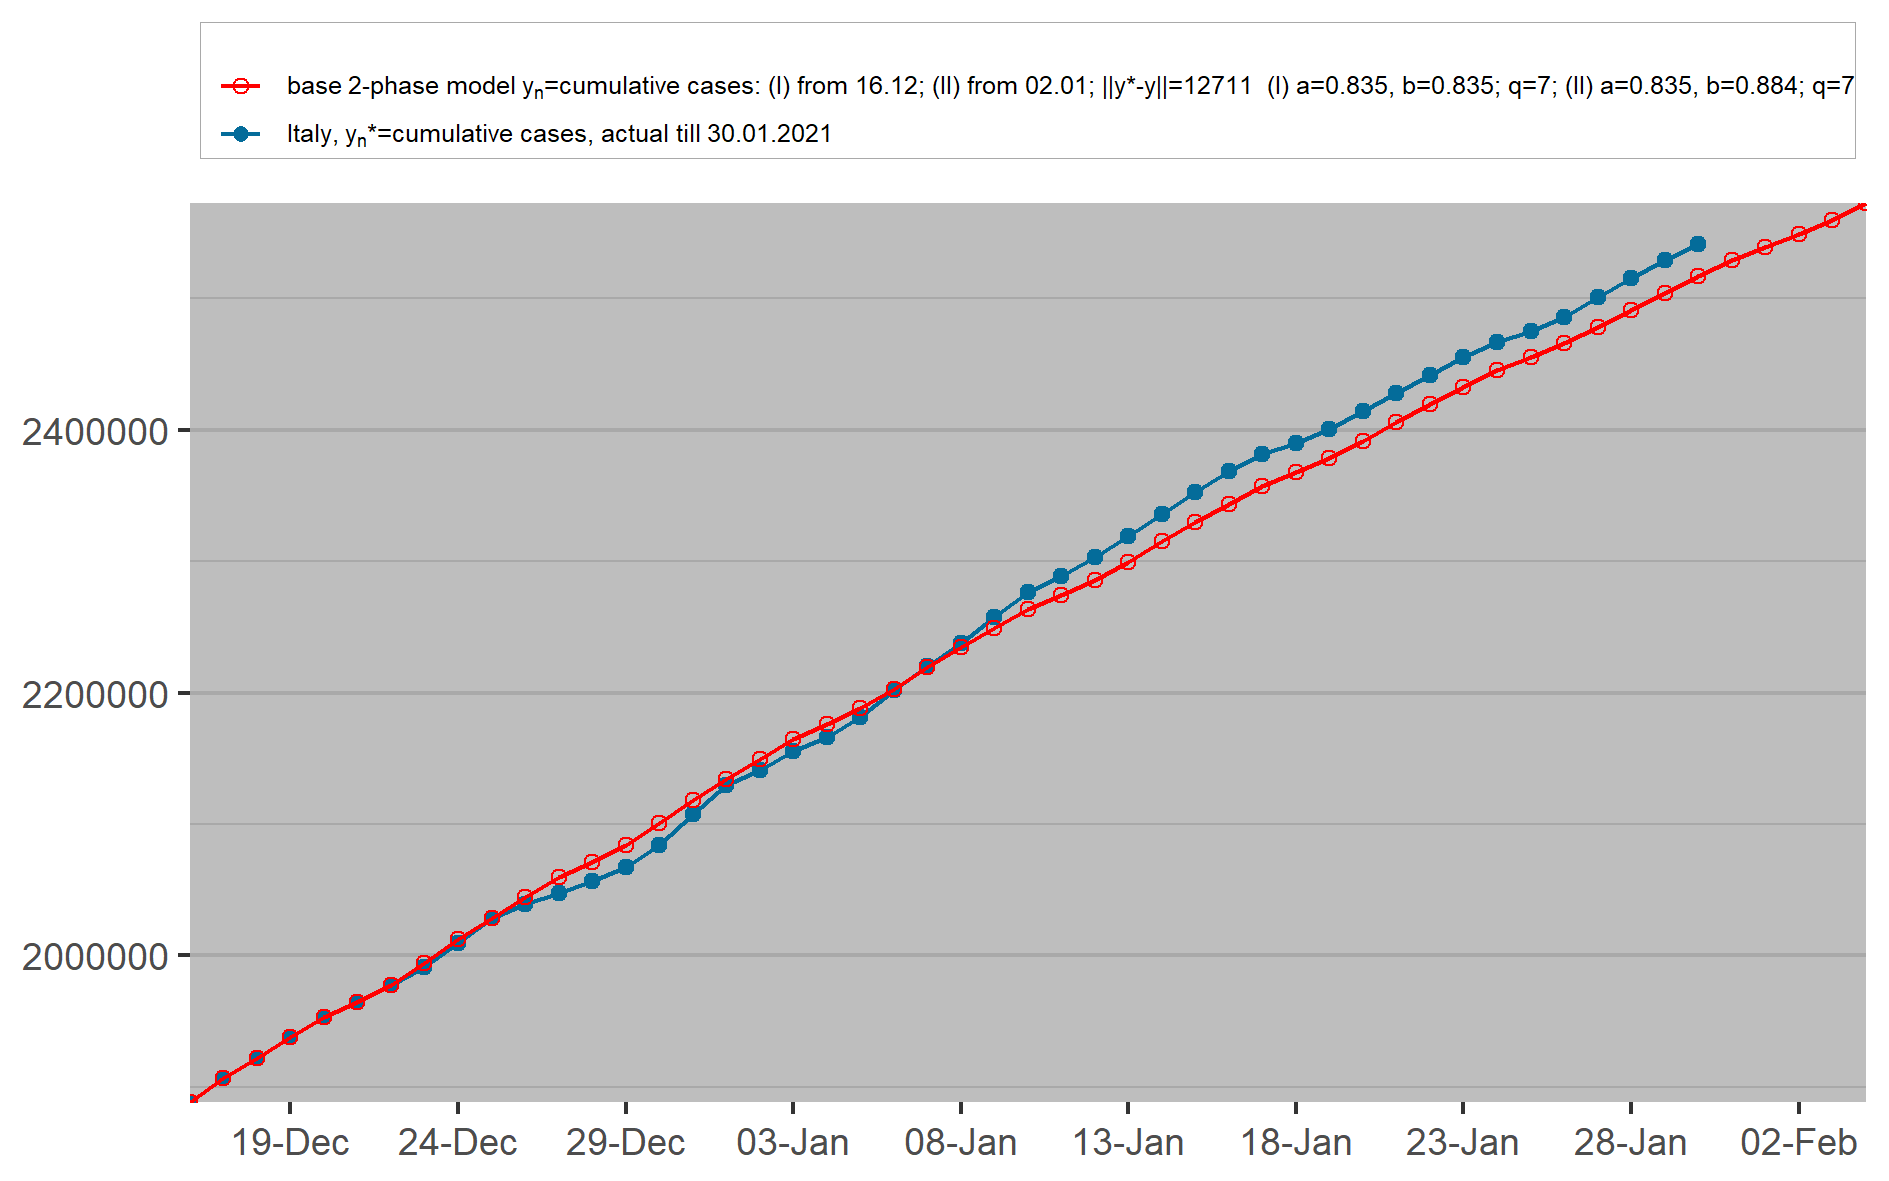 base 2-phase model yn=cumulative cases: (I) from 16.12; (II) from 02.01; ||y*-y||=12711  (I) a=0.835, b=0.835; q=7; (II) a=0.835, b=0.884; q=7
Italy, yn*=cumulative cases, actual till 30.01.2021
2400000
2200000
2000000
19-Dec 24-Dec 29-Dec 03-Jan 08-Jan 13-Jan 18-Jan 23-Jan 28-Jan 02-Feb